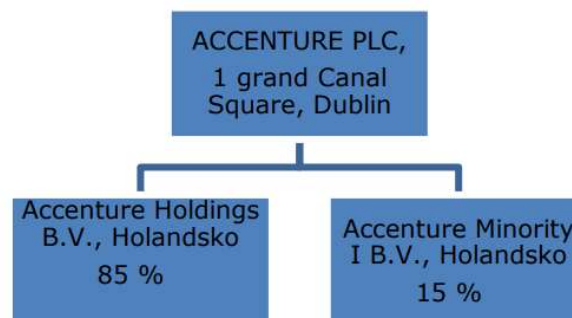 ACCENTURE PLC,
1 grand Canal
Square, Dublin
Accenture Holdings
B.V., Holandsko
85 %
Accenture Minority
I B.V., Holandsko
15 %